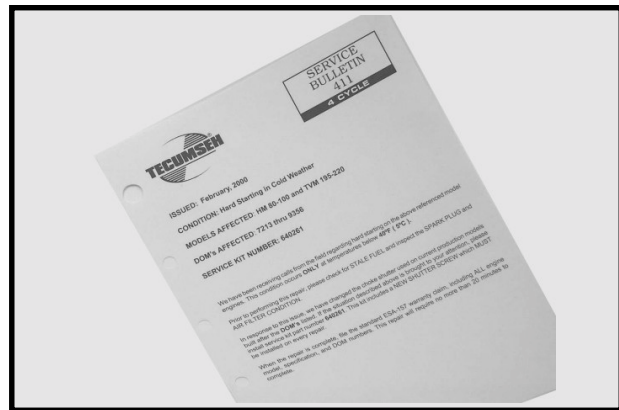 SERVICE
BULLETIN
411
4 CYCLE
TECUMSEH
ISSUED: February, 2000
CONDITION: Hard Starting in Cold Weather
MODELS AFFECTED: HM 80-100 and TVM 195-220
DOM's AFFECTED: 7213 thru 9356
SERVICE KIT NUMBER: 640261
We have been receiving calls from the field regarding hard starting on the above referenced model
engines. This condition occurs ONLY at temperatures below
Prior to performing this repair, please check for STALE FUEL and inspect the SPARK PLUG and
AIR FILTER CONDITION.
In response to this issue, we have changed the choke shutter used on current production models
built after the DOM's listed. If the situation described above is brought to your attention, please
install service kit part number 640261. This kit includes a NEW SHUTTER SCREW which MUST
be installed on every repair.
When the repair is complete, file the standard ESA-157 warranty claim, including ALL engine
model, specification, and DOM numbers. This repair will require no more than 20 minutes to
complete.